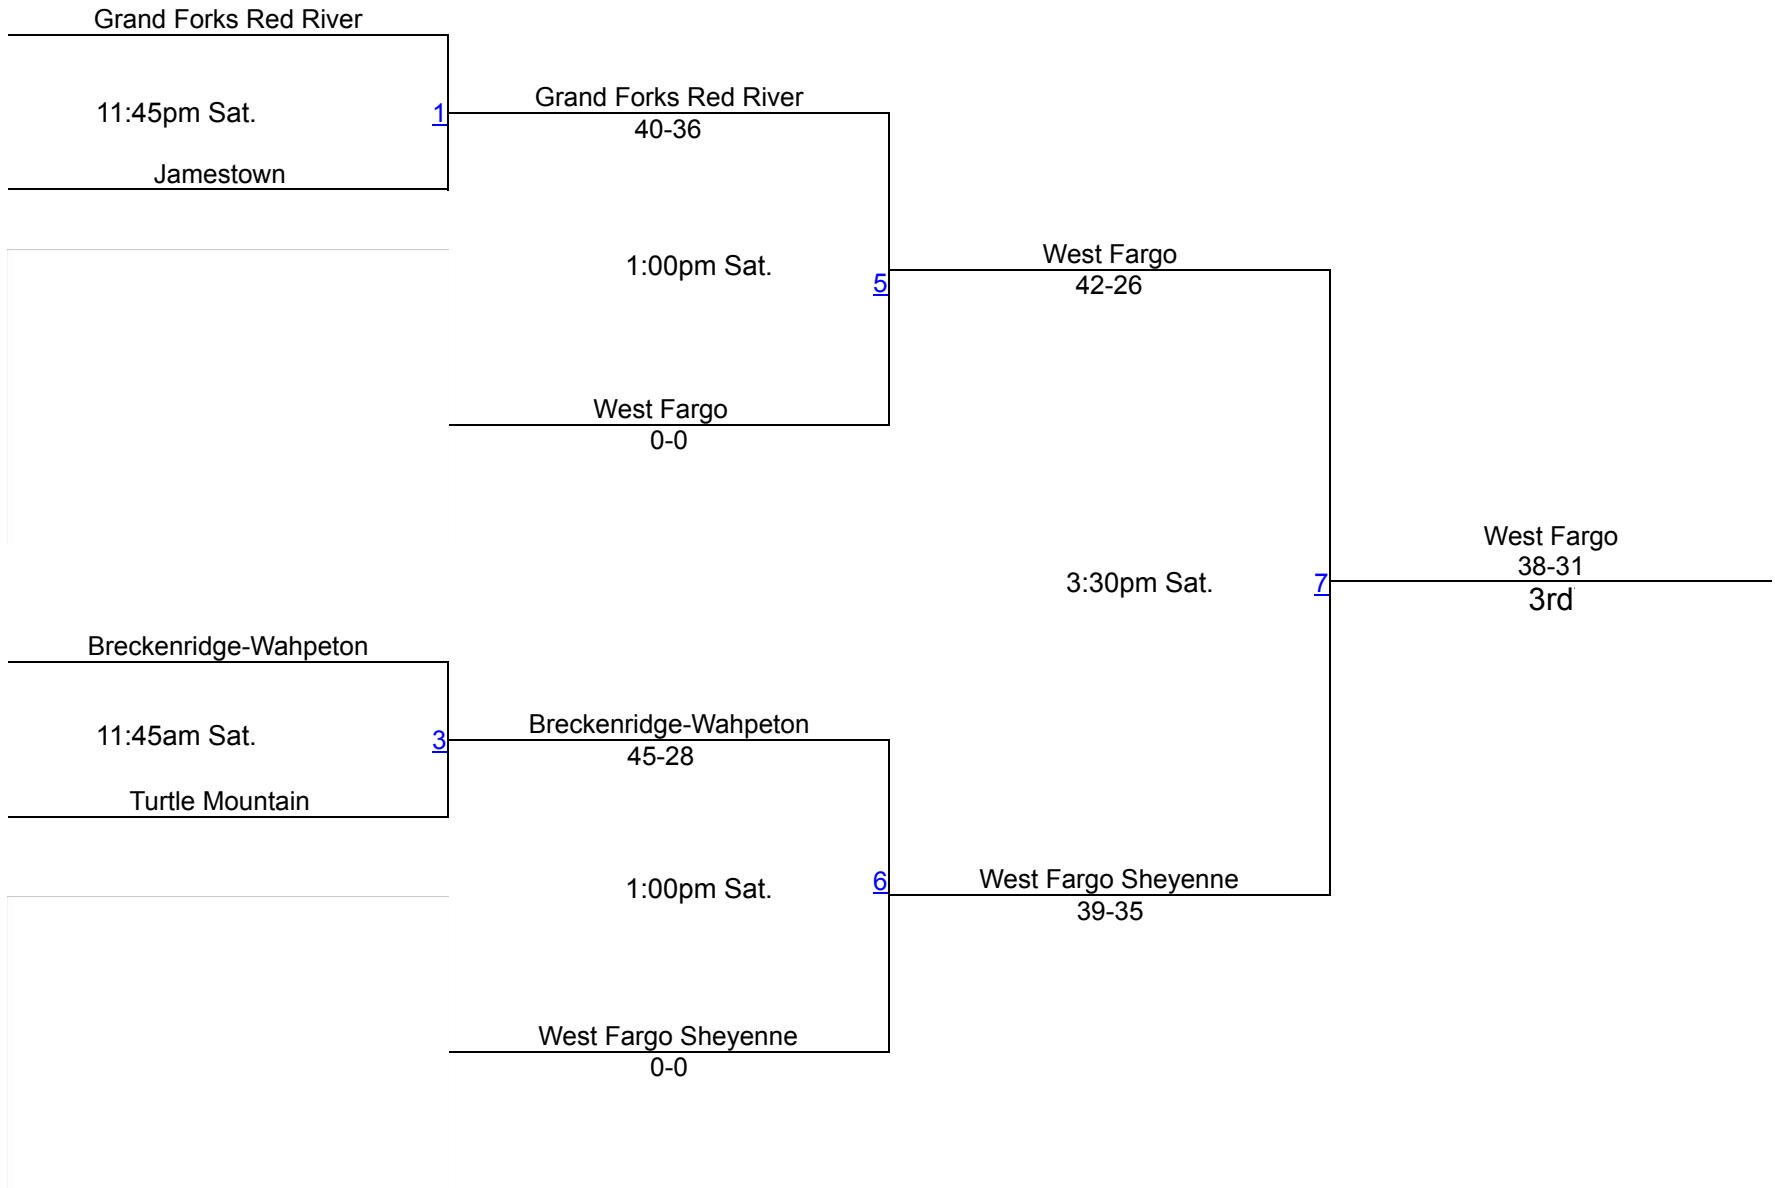 Grand Forks Red River
11:45pm Sat.
1
Jamestown
Grand Forks Red River
40-36
1:00pm Sat.
5
West Fargo
0-0
West Fargo
42-26
3:30pm Sat.
7
West Fargo
38-31
3rd
Breckenridge-Wahpeton
11:45am Sat.
3
Turtle Mountain
Breckenridge-Wahpeton
45-28
1:00pm Sat.
6
West Fargo Sheyenne
0-0
West Fargo Sheyenne
39-35